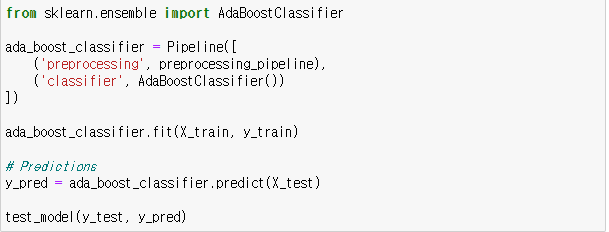 from sklearn.ensemble import AdaBoostClassifier
ada_boost_classifier = Pipeline([
    ('preprocessing', preprocessing_pipeline),
    ('classifier', AdaBoostClassifier())
])
ada_boost_classifier.fit(X_train, y_train)
# Predictions
y_pred = ada_boost_classifier.predict(X_test)
test_model(y_test, y_pred)